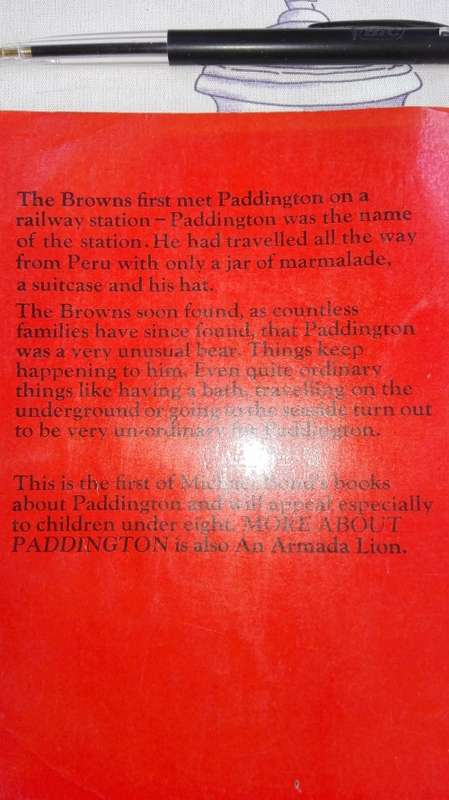 The Browns first met Paddington on a
railway station – Paddington was the name
of the station. He had travelled all the way
from Peru with only a jar of marmalade,
a suitcase and his hat.
The Browns soon found, as countless
families have since found, that Paddington
was a very unusual bear. Things keep
happening to him. Even quite ordinary
things like having a bath, travelling on the
underground or going to the seaside turn out
to be very un-ordinary for Paddington.
This is the first of Michael Bond's books
about Paddington and will appeal especially
to children under eight. MORE ABOUT
PADDINGTON is also An Armada Lion.